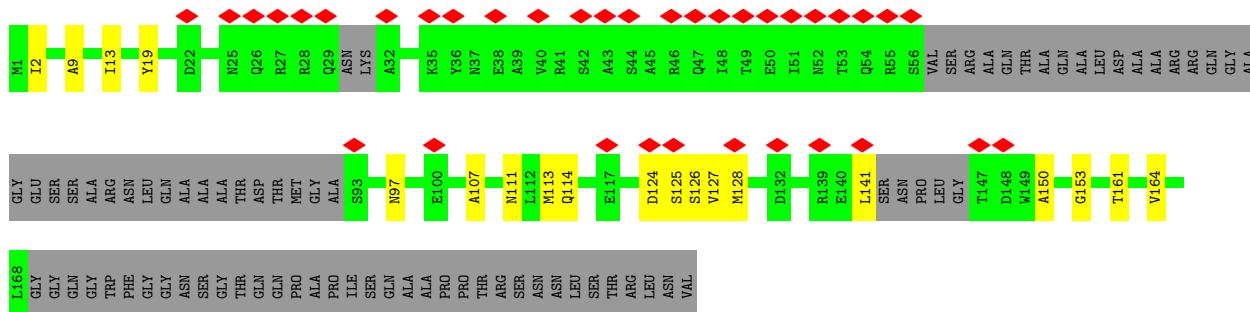 M1 I2 A9 I13 Y19 D22 N25 Q26 R27 R28 Q29 ASN LYS A32 K35 Y36 N37 E38 A39 V40 R41 S42 A43 S44 A45 R46 Q47 I48 T49 E50 I51 N52 T53 Q54 R55 S56 VAL SER ARG ALA GLN THR ALA GLN ALA LEU ASP ALA ALA ARG ARG GLN GLY ALA
GLY GLU SER SER ALA ARG ASN LEU GLN ALA ALA ALA THR ASP THR MET GLY ALA S93 N97 E100 A107 N111 L112 M113 Q114 E117 D124 S125 S126 V127 M128 D132 R139 E140 L141 SER ASN PRO LEU GLY T147 D148 W149 A150 G153 T161 V164
L168 GLY GLY GLN GLY TRP PHE GLY GLY ASN SER GLY THR GLN GLN PRO ALA PRO ILE SER GLN ALA ALA PRO PRO THR ARG SER ASN ASN LEU SER THR ARG LEU ASN VAL